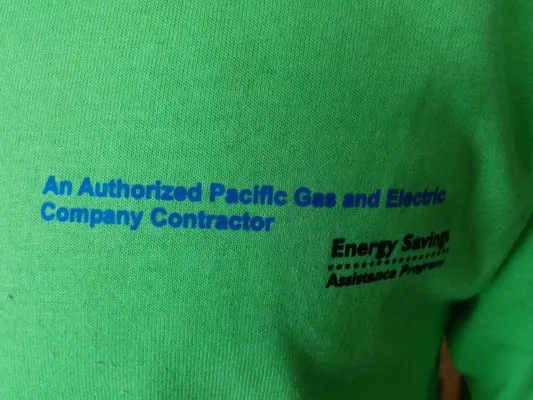 An Authorized Pacific Gas and Electric
Company Contractor
Energy Savings
Assistance Program